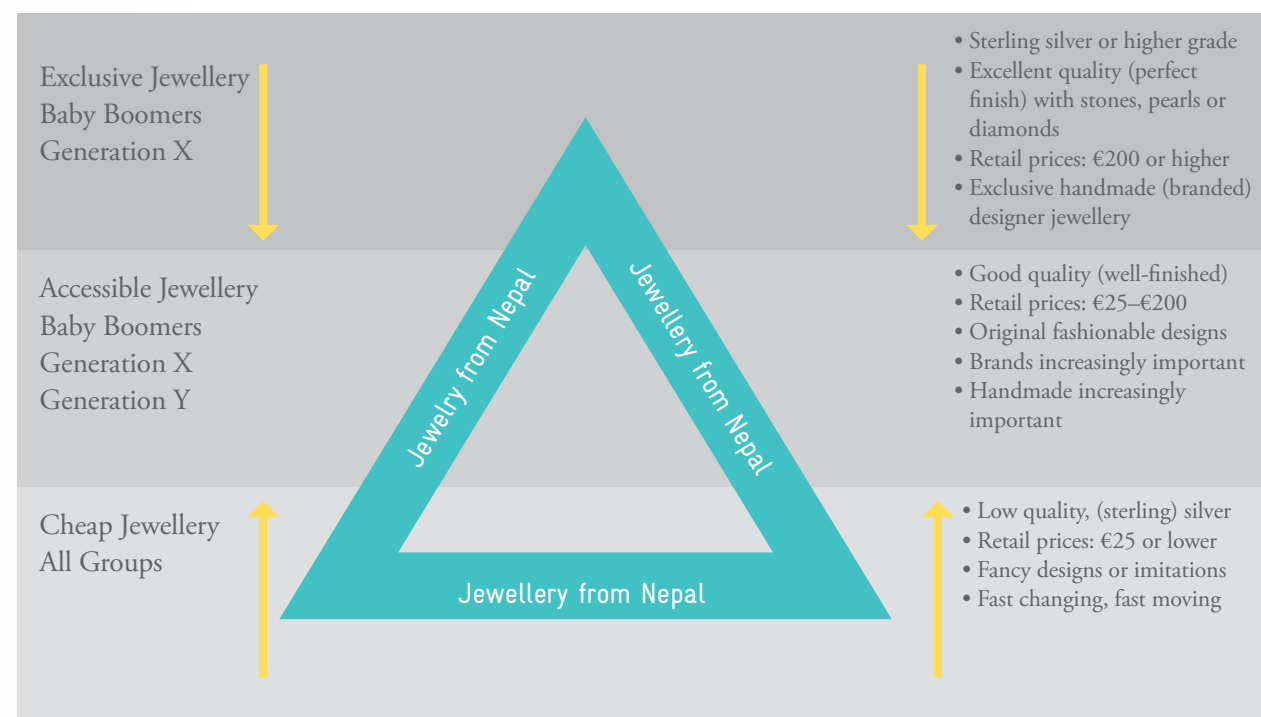 Exclusive Jewellery
Baby Boomers
Generation X
• Sterling silver or higher grade
• Excellent quality (perfect
finish) with stones, pearls or
diamonds
• Retail prices: €200 or higher
• Exclusive handmade (branded)
designer jewellery
Accessible Jewellery
Baby Boomers
Generation X
Generation Y
Jewelry from Nepal
Jewellery from Nepal
• Good quality (well-finished)
• Retail prices: €25–€200
• Original fashionable designs
• Brands increasingly important
• Handmade increasingly
important
Cheap Jewellery
All Groups
Jewellery from Nepal
• Low quality, (sterling) silver
• Retail prices: €25 or lower
• Fancy designs or imitations
• Fast changing, fast moving